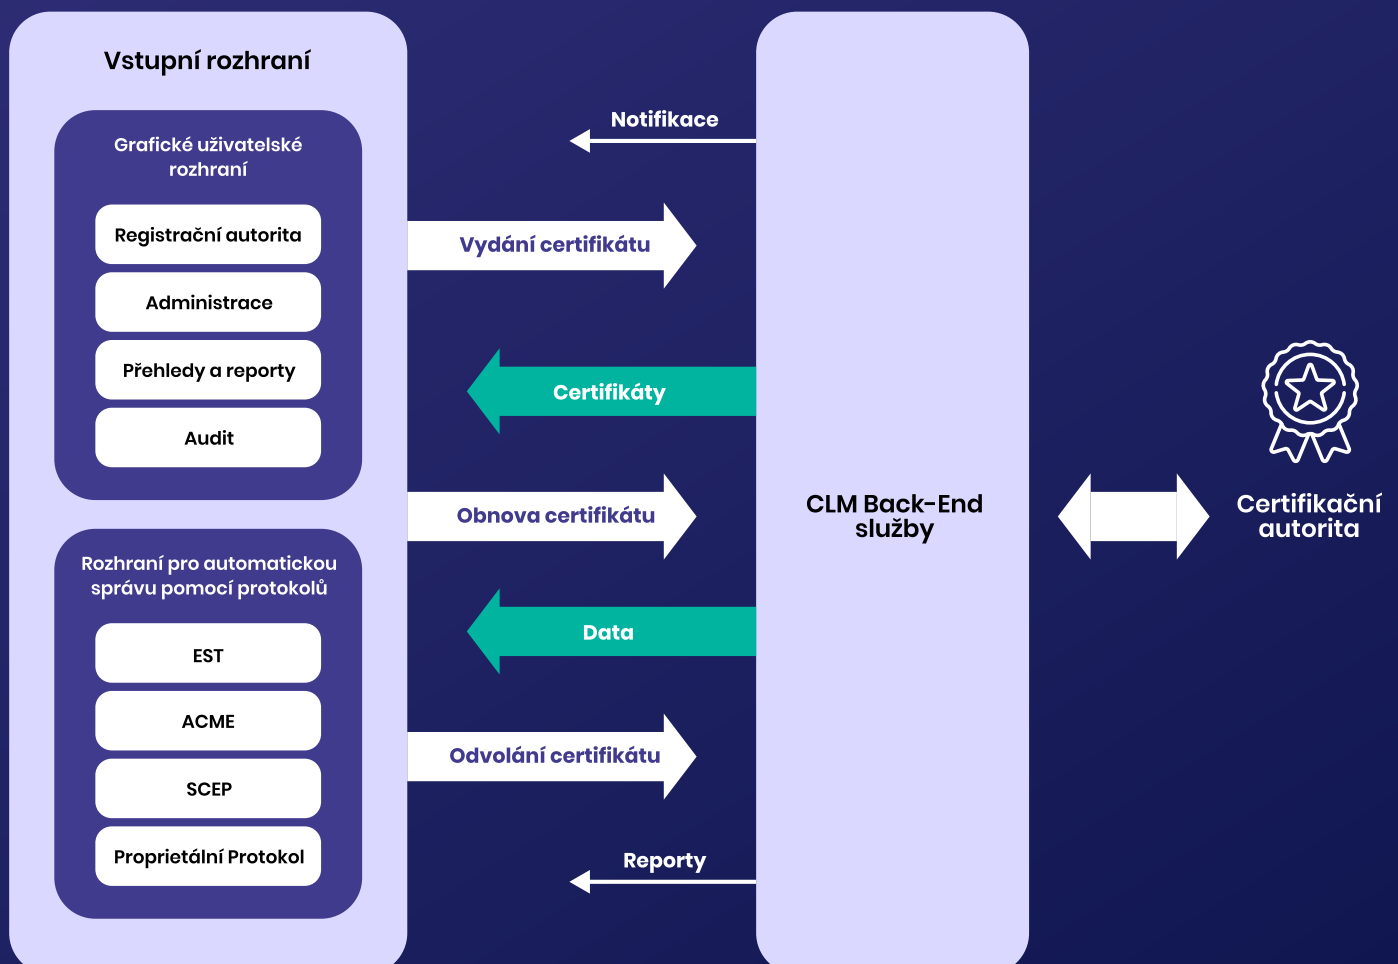 Vstupní rozhraní
Grafické uživatelské
rozhraní
Registrační autorita
Administrace
Přehledy a reporty
Audit
Rozhraní pro automatickou
správu pomocí protokolů
EST
ACME
SCEP
Proprietální Protokol
Notifikace
Vydání certifikátu
Certifikáty
Obnova certifikátu
Data
Odvolání certifikátu
Reporty
CLM Back-End
služby
Certifikační
autorita